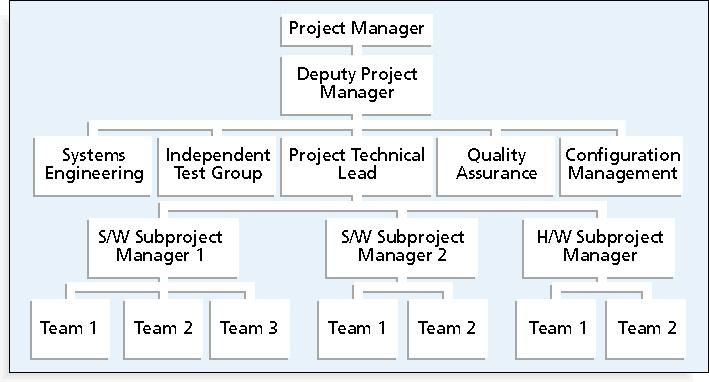 Project Manager
Deputy Project
Manager
Systems
Engineering
Independent
Test Group
Project Technical
Lead
Quality
Assurance
Configuration
Management
S/W Subproject
Manager 1
S/W Subproject
Manager 2
H/W Subproject
Manager
Team 1
Team 2
Team 3
Team 1
Team 2
Team 1
Team 2